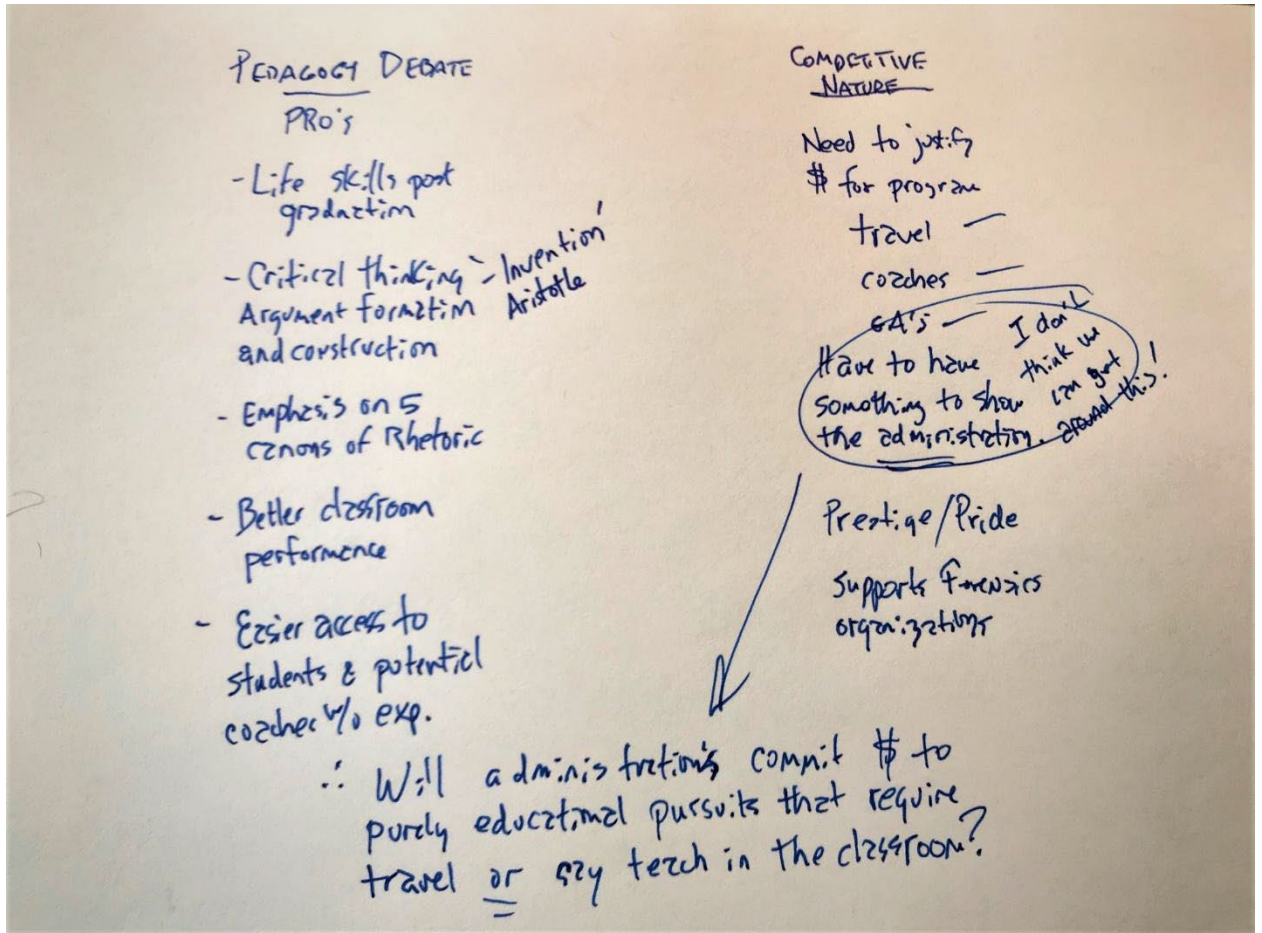 PEDAGOGY DEBATE
PRO's
- Life skills post
graduation
- Critical thinking - Invention
Argument formation Aristotle
and construction
- Emphasis on 5
canons of Rhetoric
- Better classroom
performance
- Easier access to
students & potential
coaches w/o exp.
COMPETITIVE
NATURE
Need to justify
$ for program
travel —
coaches —
GA's —
Have to have
something to show
the administration.
I don't
think we
can get
around this!
Prestige/Pride
Supports Forensics
organizations
∴ Will administration's commit $ to
purely educational pursuits that require
travel or say teach in the classroom?